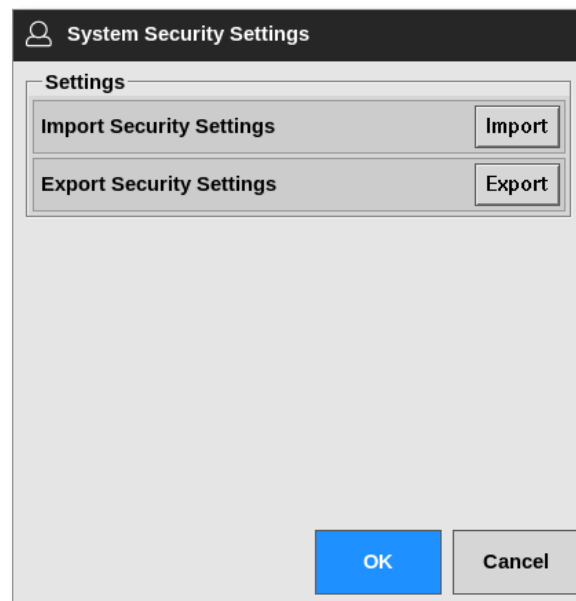 System Security Settings
Settings
Import Security Settings Import
Export Security Settings Export
OK Cancel